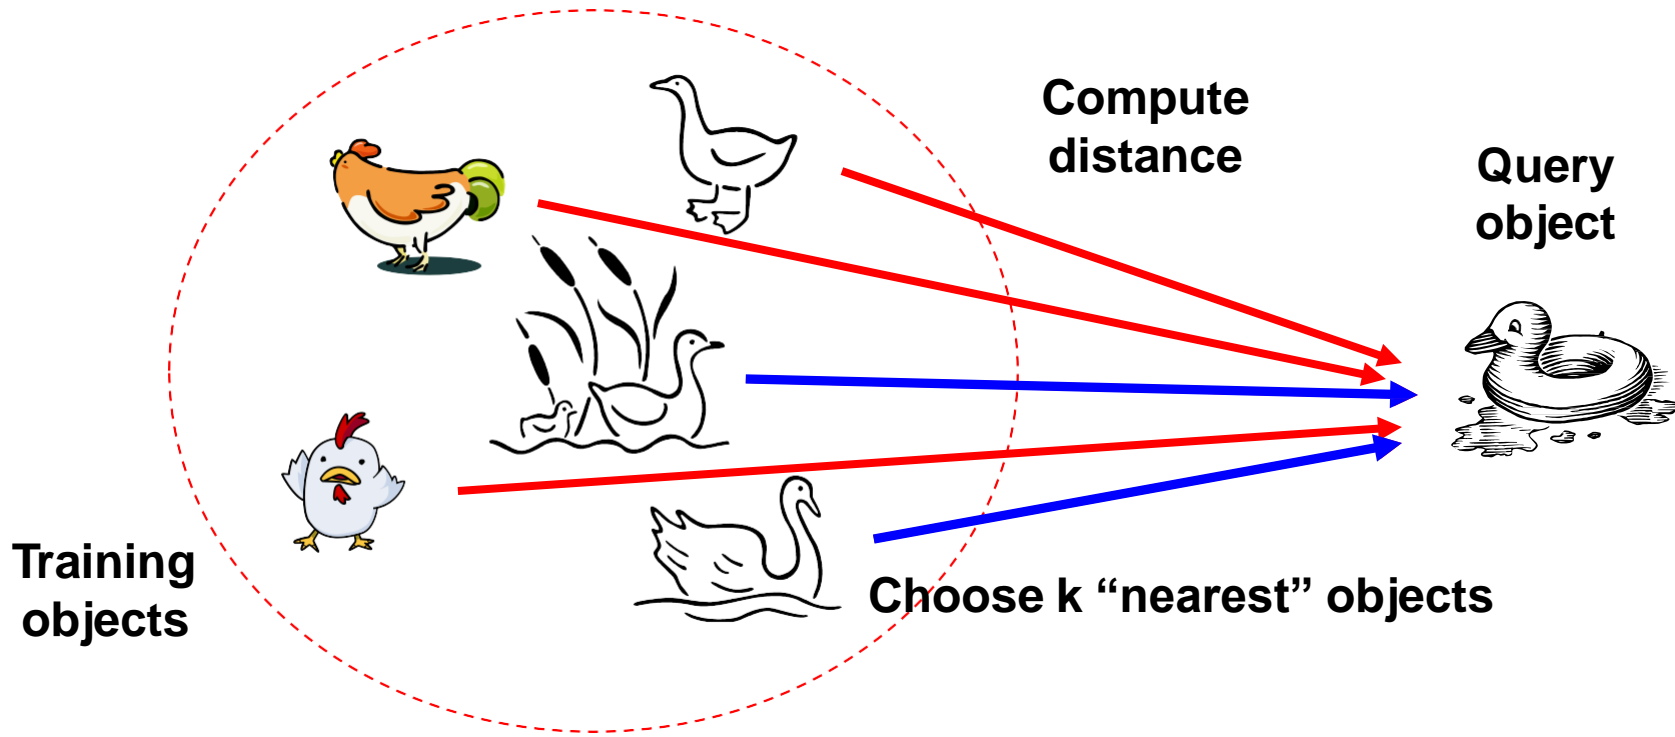 Compute
distance
Query
object
Training
objects
Choose k “nearest” objects